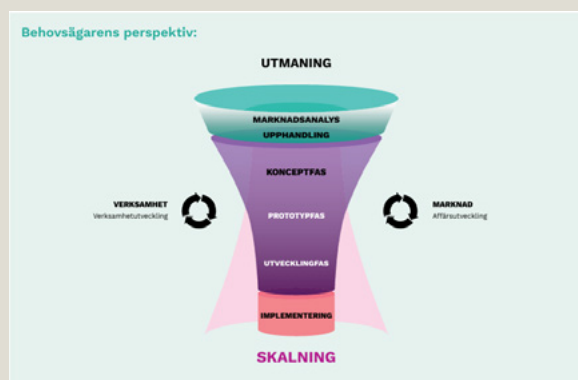 Behovsägarens perspektiv:
UTMANING
MARKNADSANALYS
UPPHANDLING
KONCEPTFAS
VERKSAMHET
Verksamhetutveckling
MARKNAD
Affärsutveckling
PROTOTYPFAS
UTVECKLINGFAS
IMPLEMENTERING
SKALNING